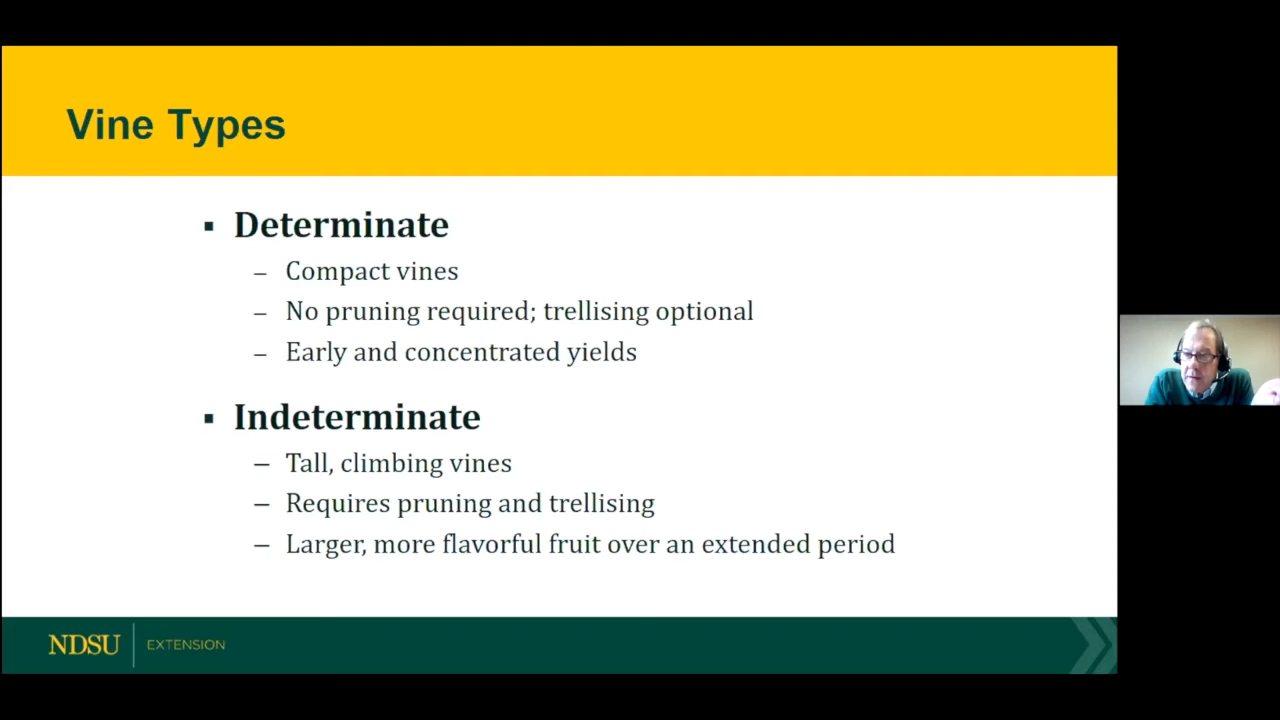 Vine Types
▪ Determinate
– Compact vines
– No pruning required; trellising optional
– Early and concentrated yields
▪ Indeterminate
– Tall, climbing vines
– Requires pruning and trellising
– Larger, more flavorful fruit over an extended period
NDSU EXTENSION